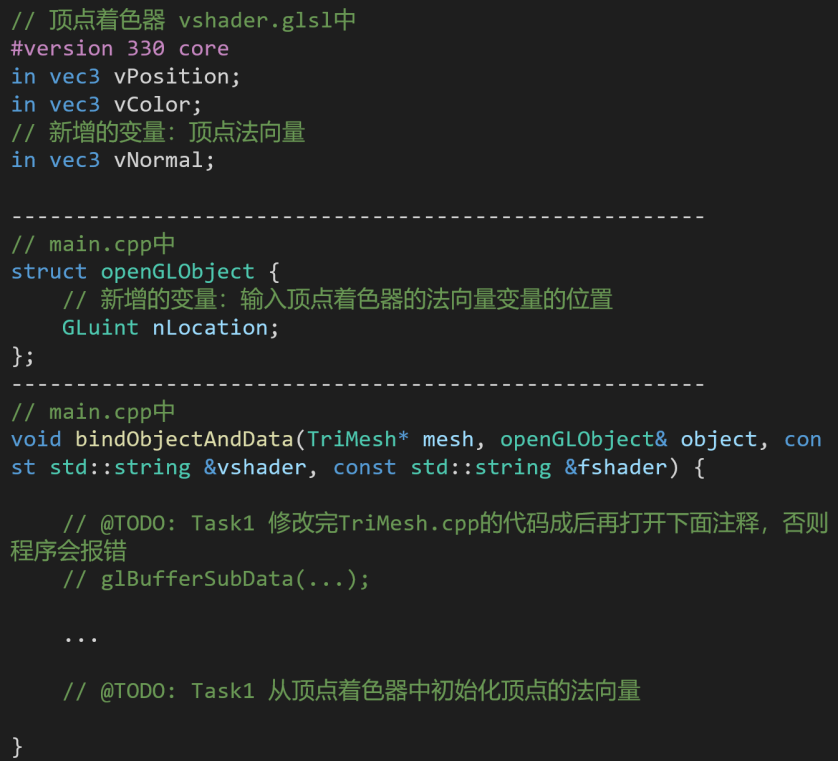 // 顶点着色器 vshader.glsl中
#version 330 core
in vec3 vPosition;
in vec3 vColor;
// 新增的变量：顶点法向量
in vec3 vNormal;
------------------------------------------------------
// main.cpp中
struct openGLObject {
    // 新增的变量：输入顶点着色器的法向量变量的位置
    GLuint nLocation;
};
------------------------------------------------------
// main.cpp中
void bindObjectAndData(TriMesh* mesh, openGLObject& object, con
st std::string &vshader, const std::string &fshader) {
    // @TODO: Task1 修改完TriMesh.cpp的代码成后再打开下面注释，否则
程序会报错
    // glBufferSubData(...);
    ...
    // @TODO: Task1 从顶点着色器中初始化顶点的法向量
}